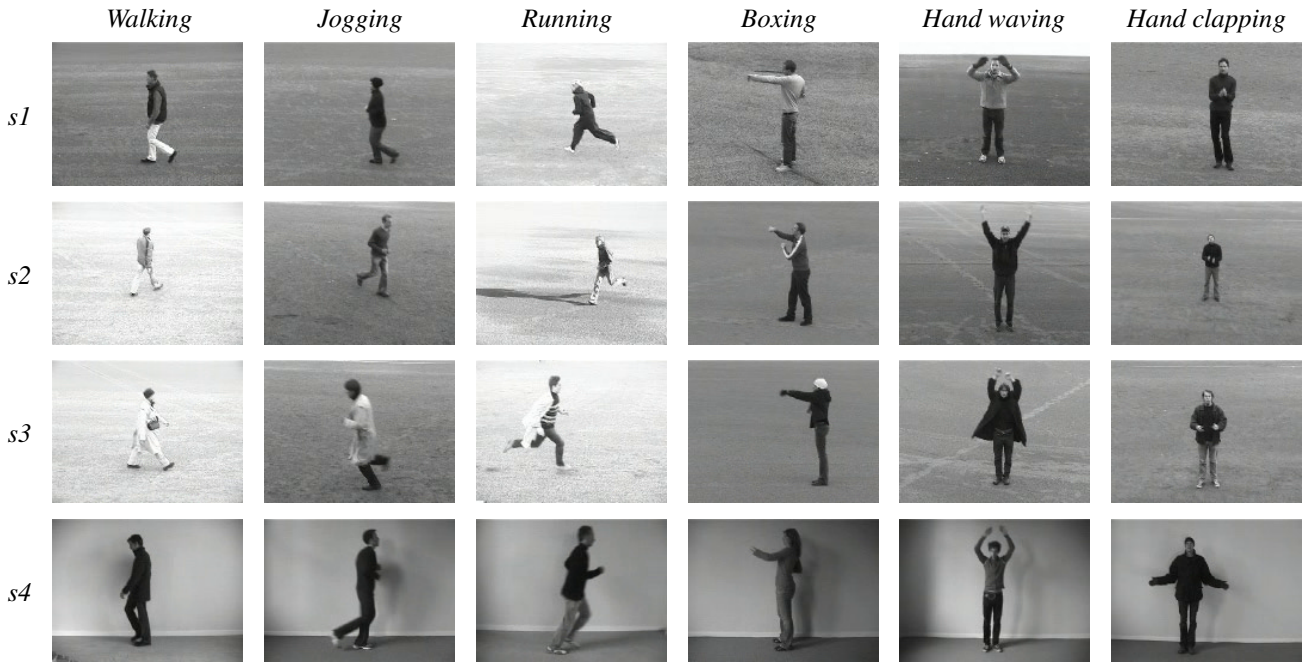 Walking Jogging Running Boxing Hand waving Hand clapping
s1
s2
s3
s4